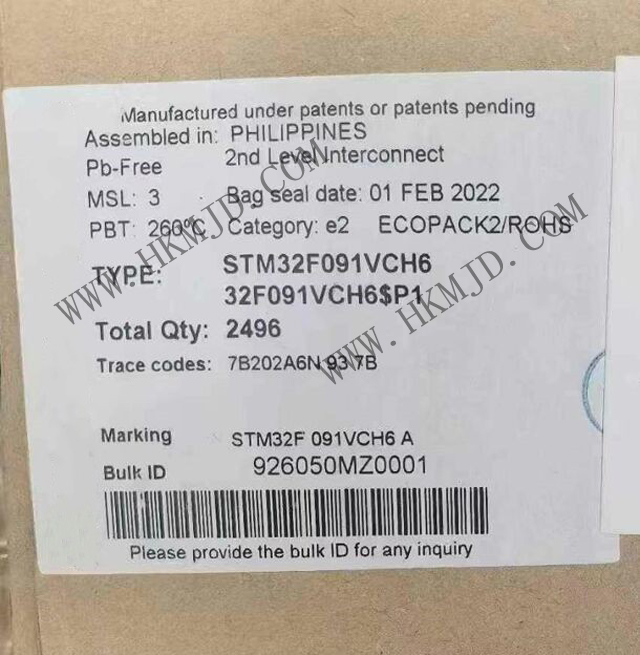 Manufactured under patents or patents pending
Assembled in: PHILIPPINES
Pb-Free 2nd Level Interconnect
MSL: 3 Bag seal date: 01 FEB 2022
PBT: 260°C Category: e2 ECOPACK2/ROHS
TYPE: STM32F091VCH6
32F091VCH6$P1
Total Qty: 2496
Trace codes: 7B202A6N 93 7B
Marking STM32F 091VCH6 A
Bulk ID 926050MZ0001
Please provide the bulk ID for any inquiry
WWW.HKMJD.COM
WWW.HKMJD.COM